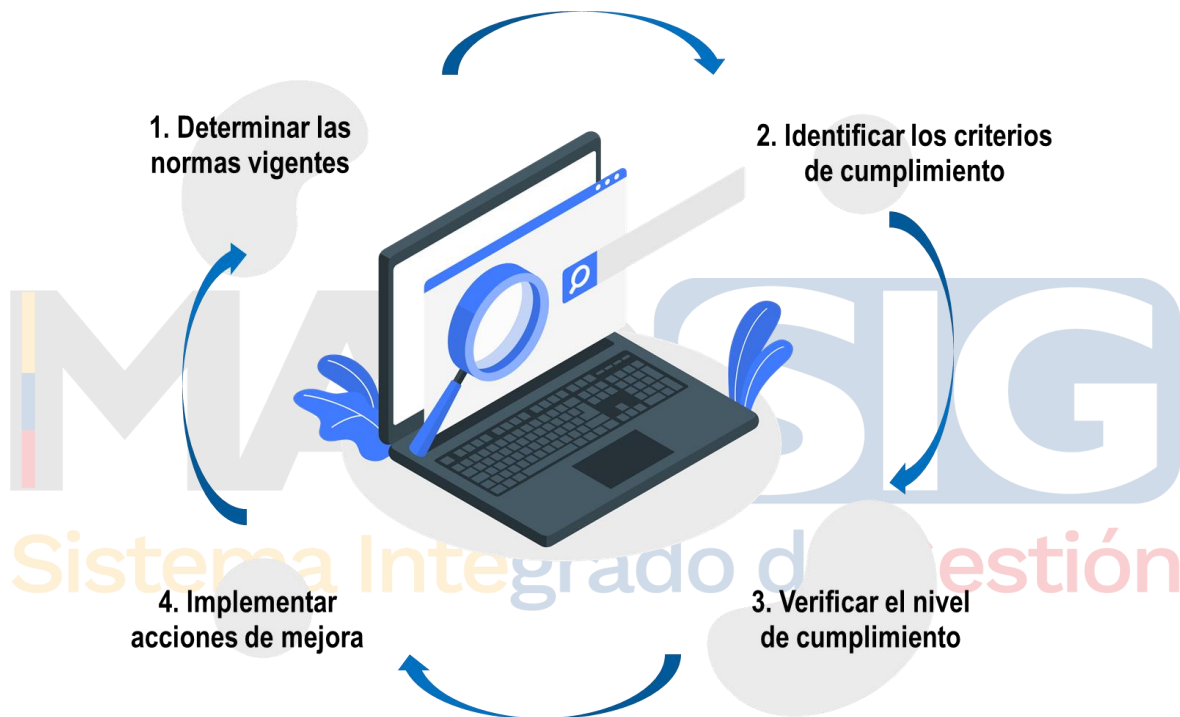 1. Determinar las
normas vigentes
2. Identificar los criterios
de cumplimiento
SIG
Sistema Integrado d estión
4. Implementar
acciones de mejora
3. Verificar el nivel
de cumplimiento